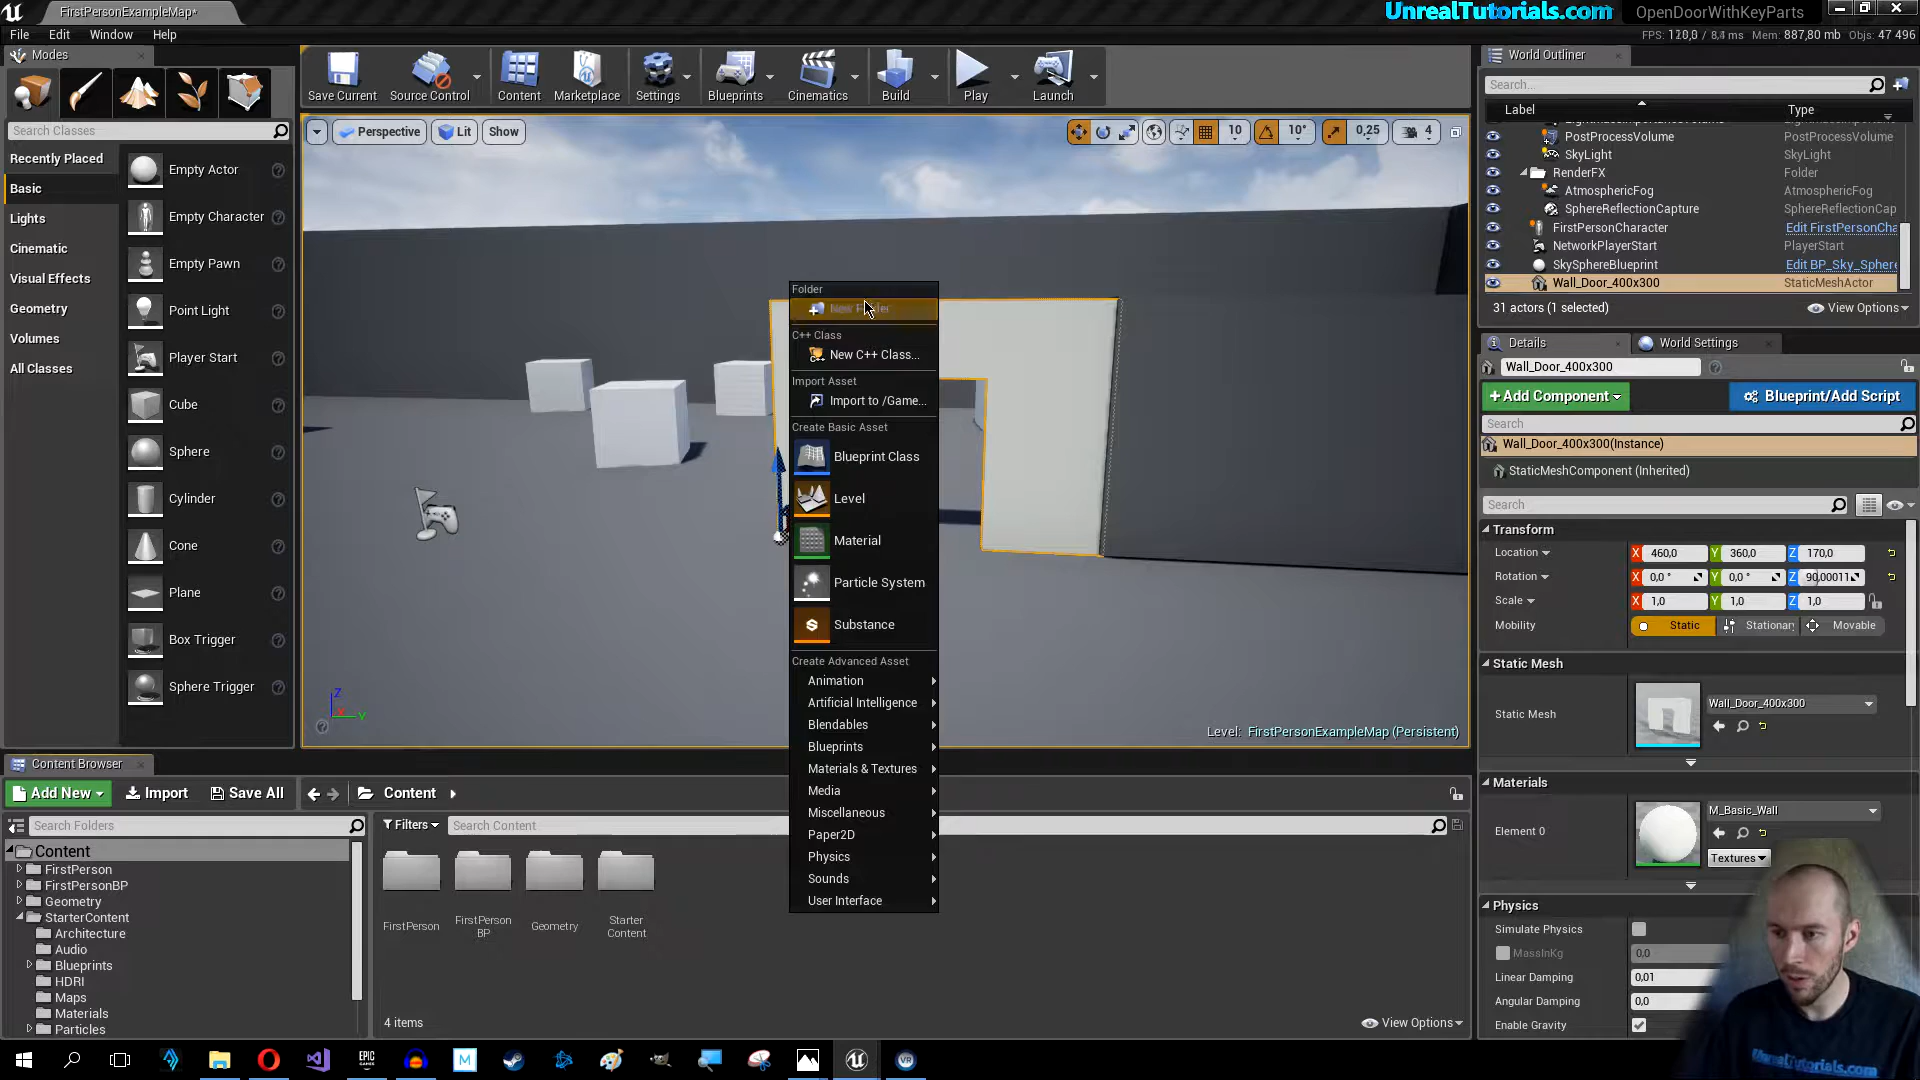 FirstPersonExampleMap*
UnrealTutorials.com
OpenDoorWithKeyParts
File Edit Window Help
Mem: 887,80 mb Objs: 47 496
Modes
Search Classes
Recently Placed
Basic
Lights
Cinematic
Visual Effects
Geometry
Volumes
All Classes
Empty Actor
Empty Character
Empty Pawn
Point Light
Player Start
Cube
Sphere
Cylinder
Cone
Plane
Box Trigger
Sphere Trigger
Save Current
Source Control
Content
Marketplace
Settings
Blueprints
Cinematics
Build
Play
Launch
Perspective
Lit
Show
10
10°
0,25
4
Folder
C++ Class
New C++ Class...
Import Asset
Import to /Game...
Create Basic Asset
Blueprint Class
Level
Material
Particle System
Substance
Create Advanced Asset
Animation
Artificial Intelligence
Blendables
Blueprints
Materials & Textures
Media
Miscellaneous
Paper2D
Physics
Sounds
User Interface
Z
Y
Level: FirstPersonExampleMap (Persistent)
World Outliner
Search...
Label Type
PostProcessVolume PostProcessVolume
SkyLight SkyLight
RenderFX Folder
AtmosphericFog AtmosphericFog
SphereReflectionCapture SphereReflectionCap
FirstPersonCharacter Edit FirstPersonCha
NetworkPlayerStart PlayerStart
SkySphereBlueprint Edit BP_Sky_Sphere
Wall_Door_400x300 StaticMeshActor
31 actors (1 selected)
View Options
Details
World Settings
Wall_Door_400x300
Add Component
Blueprint/Add Script
Search
Wall_Door_400x300(Instance)
StaticMeshComponent (Inherited)
Search
Transform
Location X 460,0 Y 360,0 Z 170,0
Rotation X 0,0 ° Y 0,0 ° Z 90,00011
Scale X 1,0 Y 1,0 Z 1,0
Mobility Static Stationary Movable
Static Mesh
Static Mesh
Wall_Door_400x300
Materials
Element 0
M_Basic_Wall
Textures
Physics
Simulate Physics
MassInKg 0,0
Linear Damping 0,01
Angular Damping 0,0
Enable Gravity
Content Browser
Add New
Import
Save All
Content
Search Folders
Filters
Search Content
Content
FirstPerson
FirstPersonBP
Geometry
StarterContent
Architecture
Audio
Blueprints
HDRI
Maps
Materials
Particles
FirstPerson
FirstPerson
BP
Geometry
Starter
Content
4 items
View Options
EPIC
GAMES
M
VR
UnrealTutorials.com